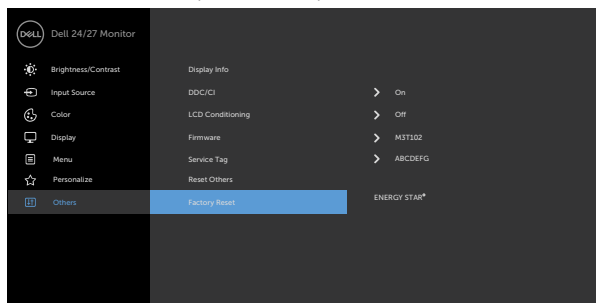 DELL Dell 24/27 Monitor
Brightness/Contrast Display Info
Input Source DDC/CI On
Color LCD Conditioning Off
Display Firmware M3T102
Menu Service Tag ABCDEFG
Personalize Reset Others
Others Factory Reset ENERGY STAR®